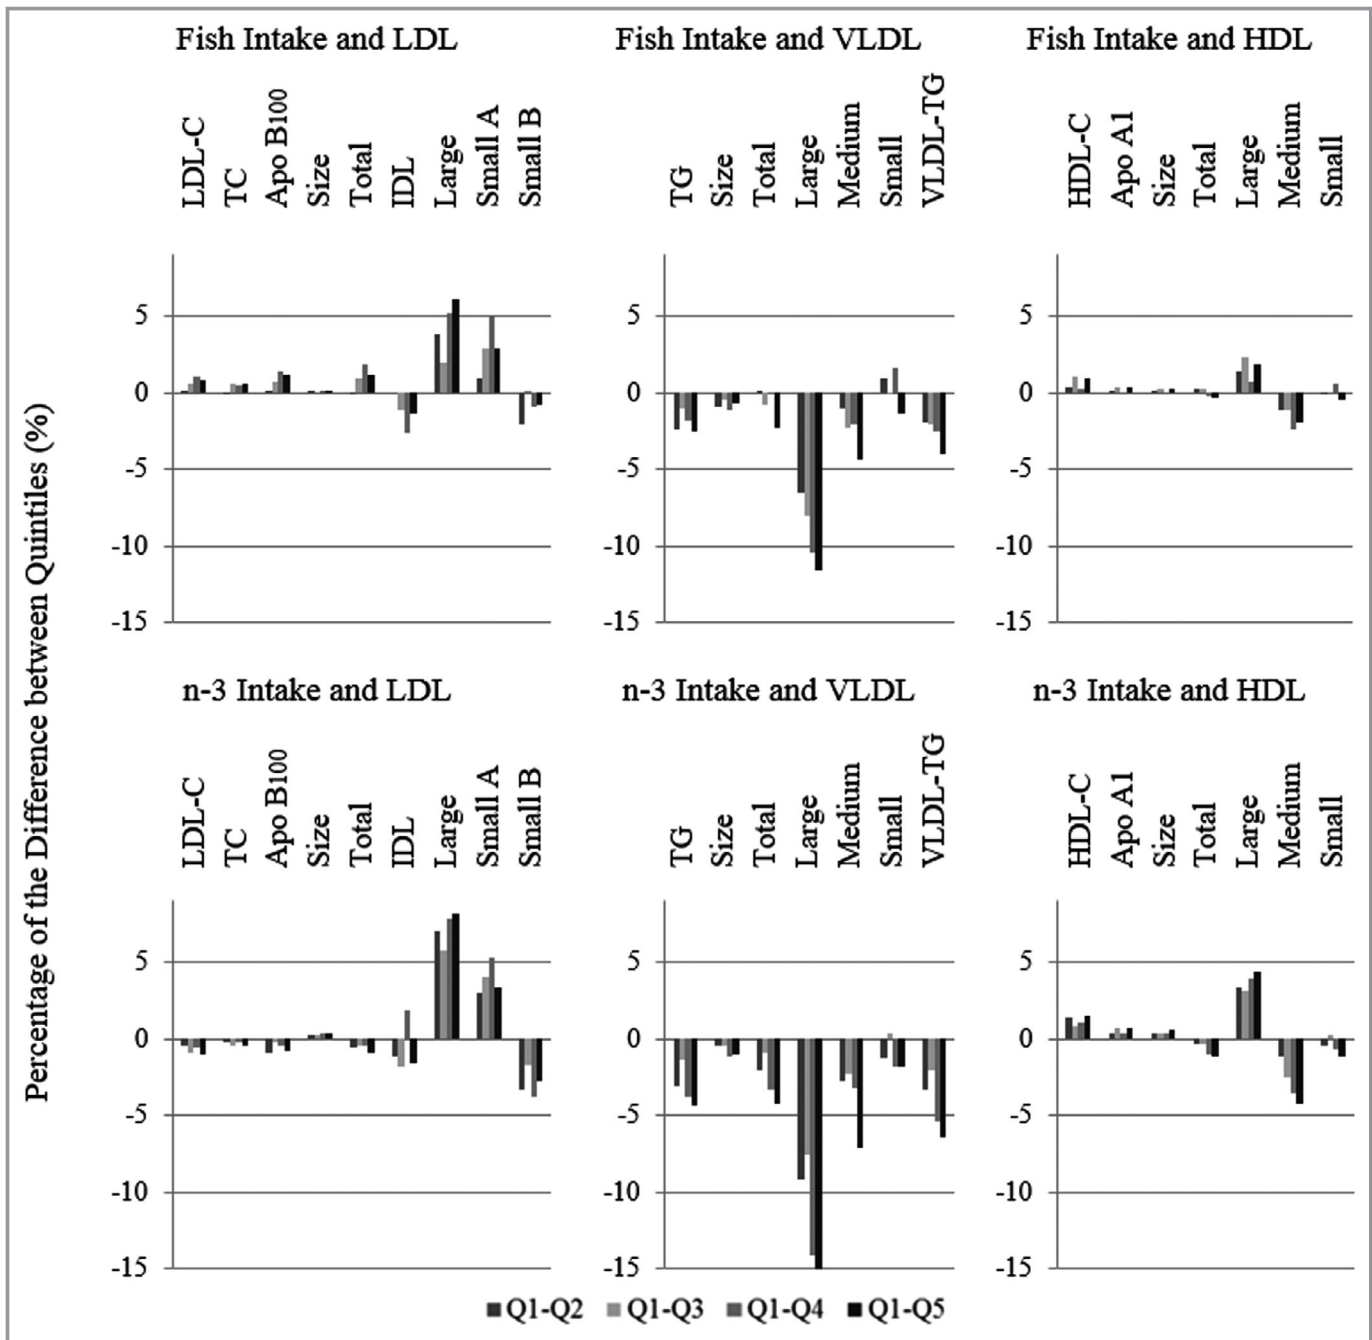 Fish Intake and LDL
LDL-C
TC
Apo B100
Size
Total
IDL
Large
Small A
Small B
5
0
-5
-10
-15
Fish Intake and VLDL
TG
Size
Total
Large
Medium
Small
VLDL-TG
5
0
-5
-10
-15
Fish Intake and HDL
HDL-C
Apo A1
Size
Total
Large
Medium
Small
5
0
-5
-10
-15
Percentage of the Difference between Quintiles (%)
n-3 Intake and LDL
LDL-C
TC
Apo B100
Size
Total
IDL
Large
Small A
Small B
5
0
-5
-10
-15
n-3 Intake and VLDL
TG
Size
Total
Large
Medium
Small
VLDL-TG
5
0
-5
-10
-15
n-3 Intake and HDL
HDL-C
Apo A1
Size
Total
Large
Medium
Small
5
0
-5
-10
-15
Q1-Q2 Q1-Q3 Q1-Q4 Q1-Q5